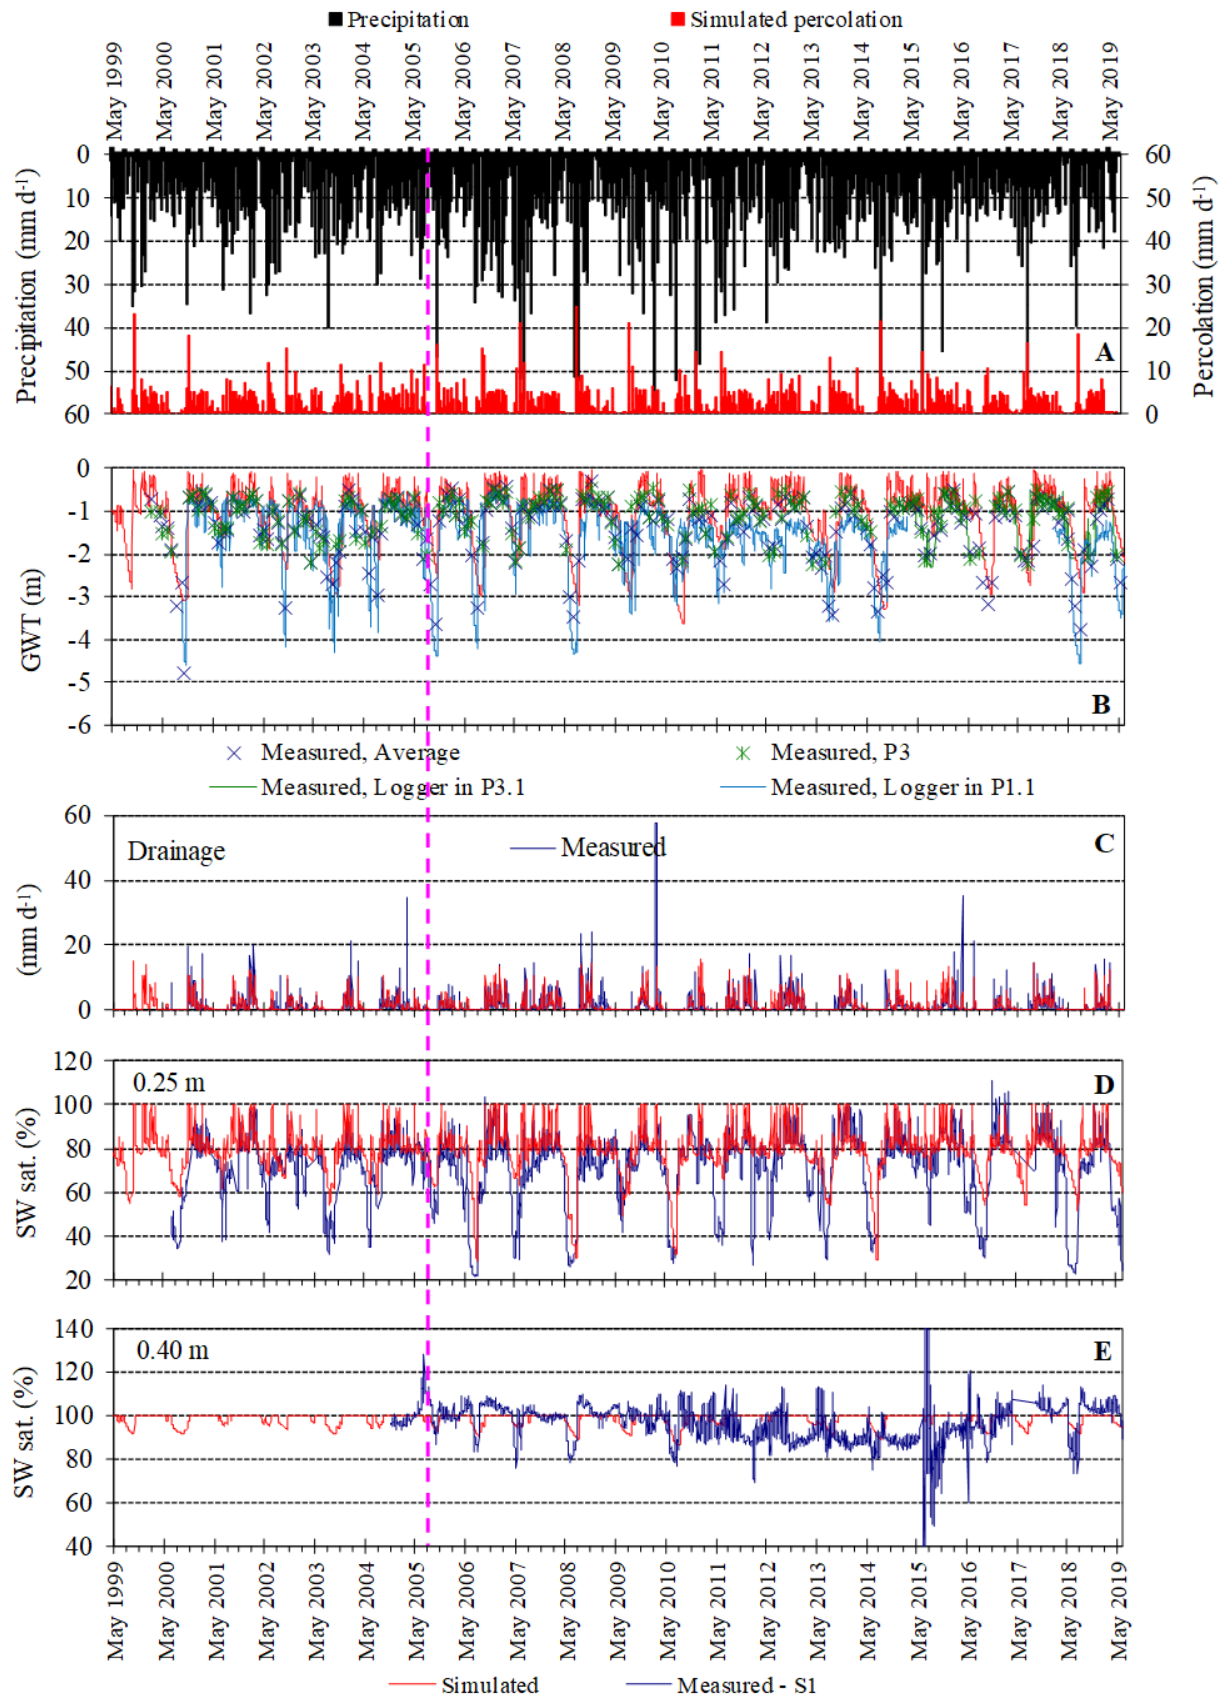 Precipitation Simulated percolation
May 1999 May 2000 May 2001 May 2002 May 2003 May 2004 May 2005 May 2006 May 2007 May 2008 May 2009 May 2010 May 2011 May 2012 May 2013 May 2014 May 2015 May 2016 May 2017 May 2018 May 2019
Precipitation (mm d-1)
0
10
20
30
40
50
60
60
50
40
30
20
10
0
Percolation (mm d-1)
A
GWT (m)
0
-1
-2
-3
-4
-5
-6
B
Measured, Average Measured, P3
Measured, Logger in P3.1 Measured, Logger in P1.1
(mm d-1)
60
40
20
0
Drainage Measured C
SW sat. (%)
120
100
80
60
40
20
0.25 m D
SW sat. (%)
140
120
100
80
60
40
0.40 m E
May 1999 May 2000 May 2001 May 2002 May 2003 May 2004 May 2005 May 2006 May 2007 May 2008 May 2009 May 2010 May 2011 May 2012 May 2013 May 2014 May 2015 May 2016 May 2017 May 2018 May 2019
Simulated Measured - S1